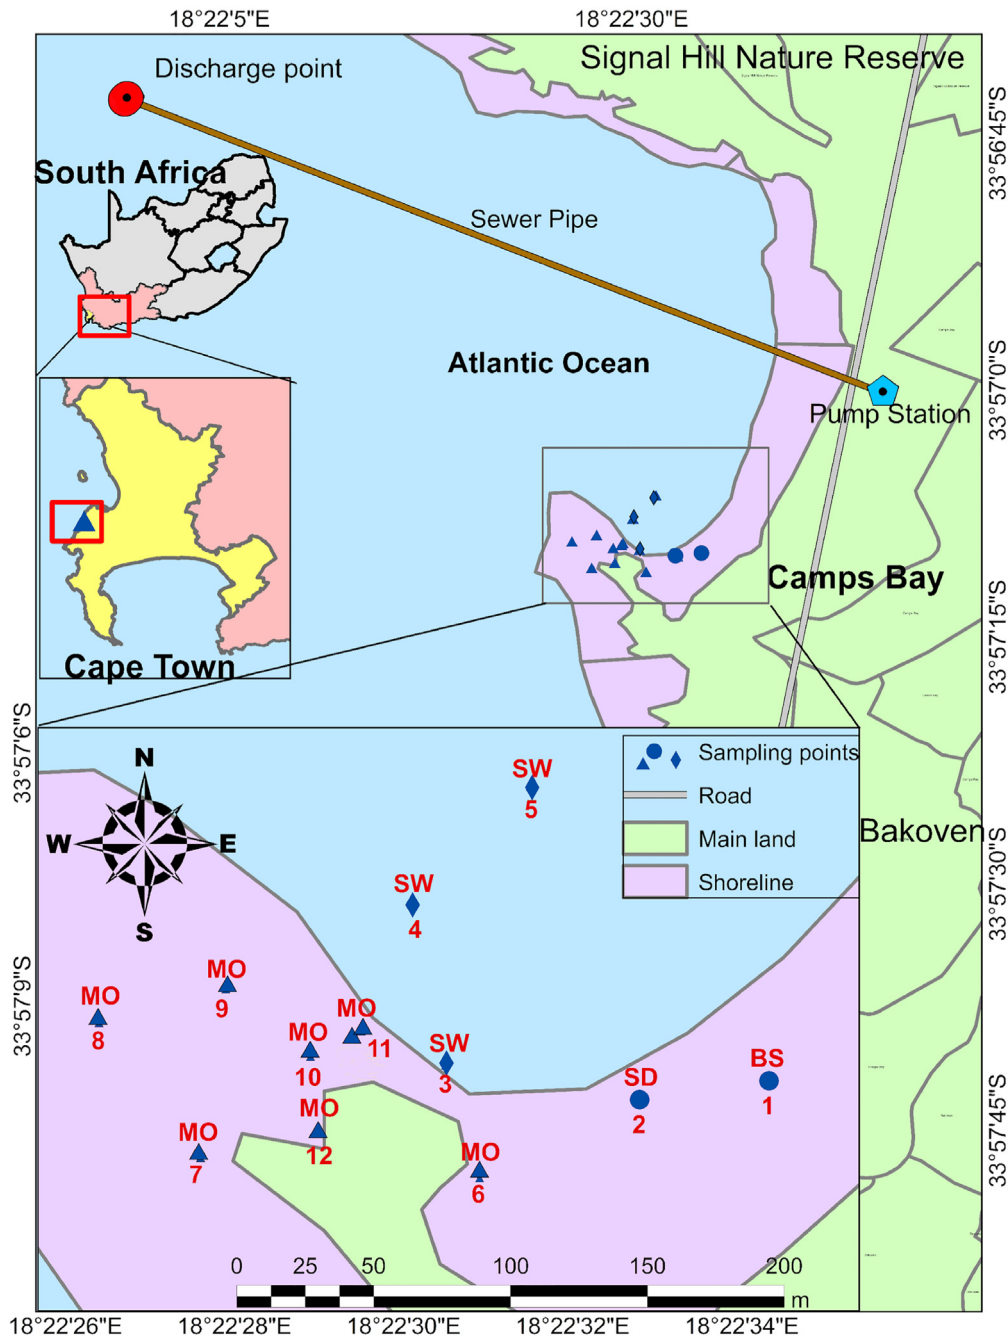 18°22'5"E
18°22'30"E
Signal Hill Nature Reserve
Discharge point
33°56'45"S
South Africa
Sewer Pipe
Atlantic Ocean
33°57'0"S
Pump Station
Camps Bay
33°57'15"S
Cape Town
33°57'6"S
N
W
E
S
SW
5
Sampling points
Road
Main land
Shoreline
Bakoven
33°57'30"S
SW
4
33°57'9"S
MO
9
MO
8
MO
11
MO
10
SW
3
SD
2
BS
1
33°57'45"S
MO
12
MO
7
MO
6
0
25
50
100
150
200
m
18°22'26"E
18°22'28"E
18°22'30"E
18°22'32"E
18°22'34"E